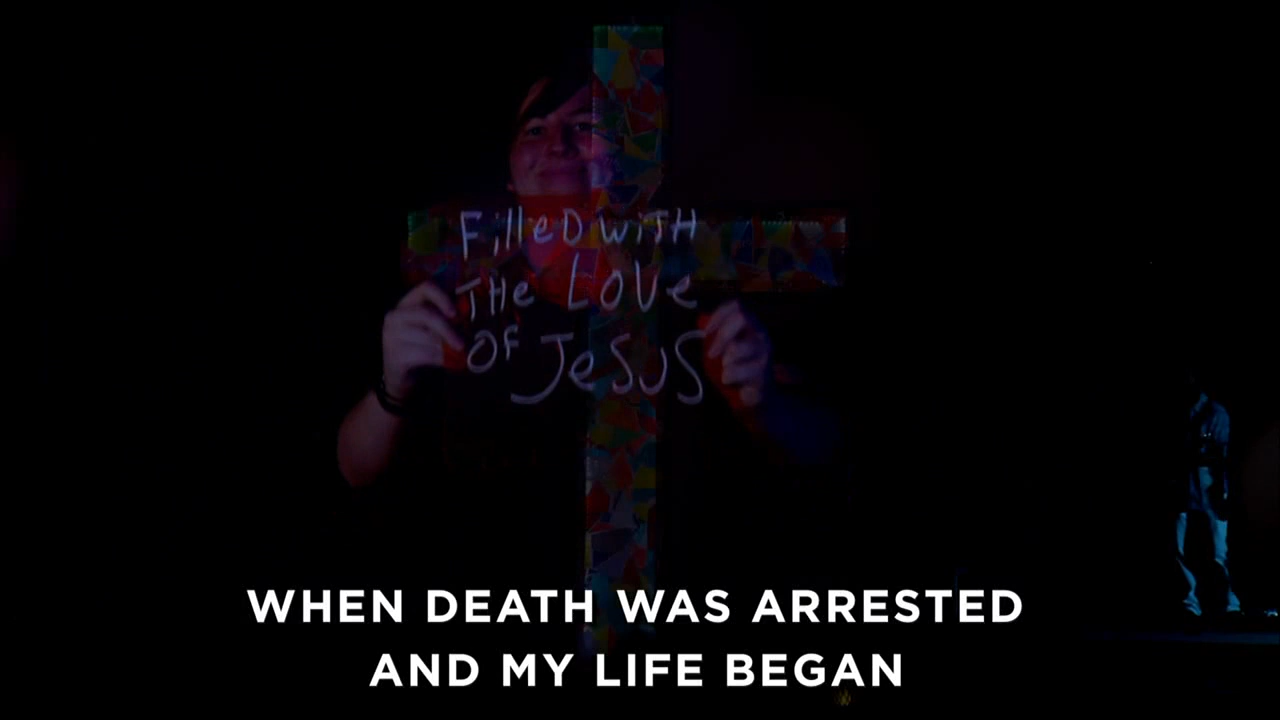 FilleD wiTH
THe LOVe
OF JeSUS
WHEN DEATH WAS ARRESTED
AND MY LIFE BEGAN